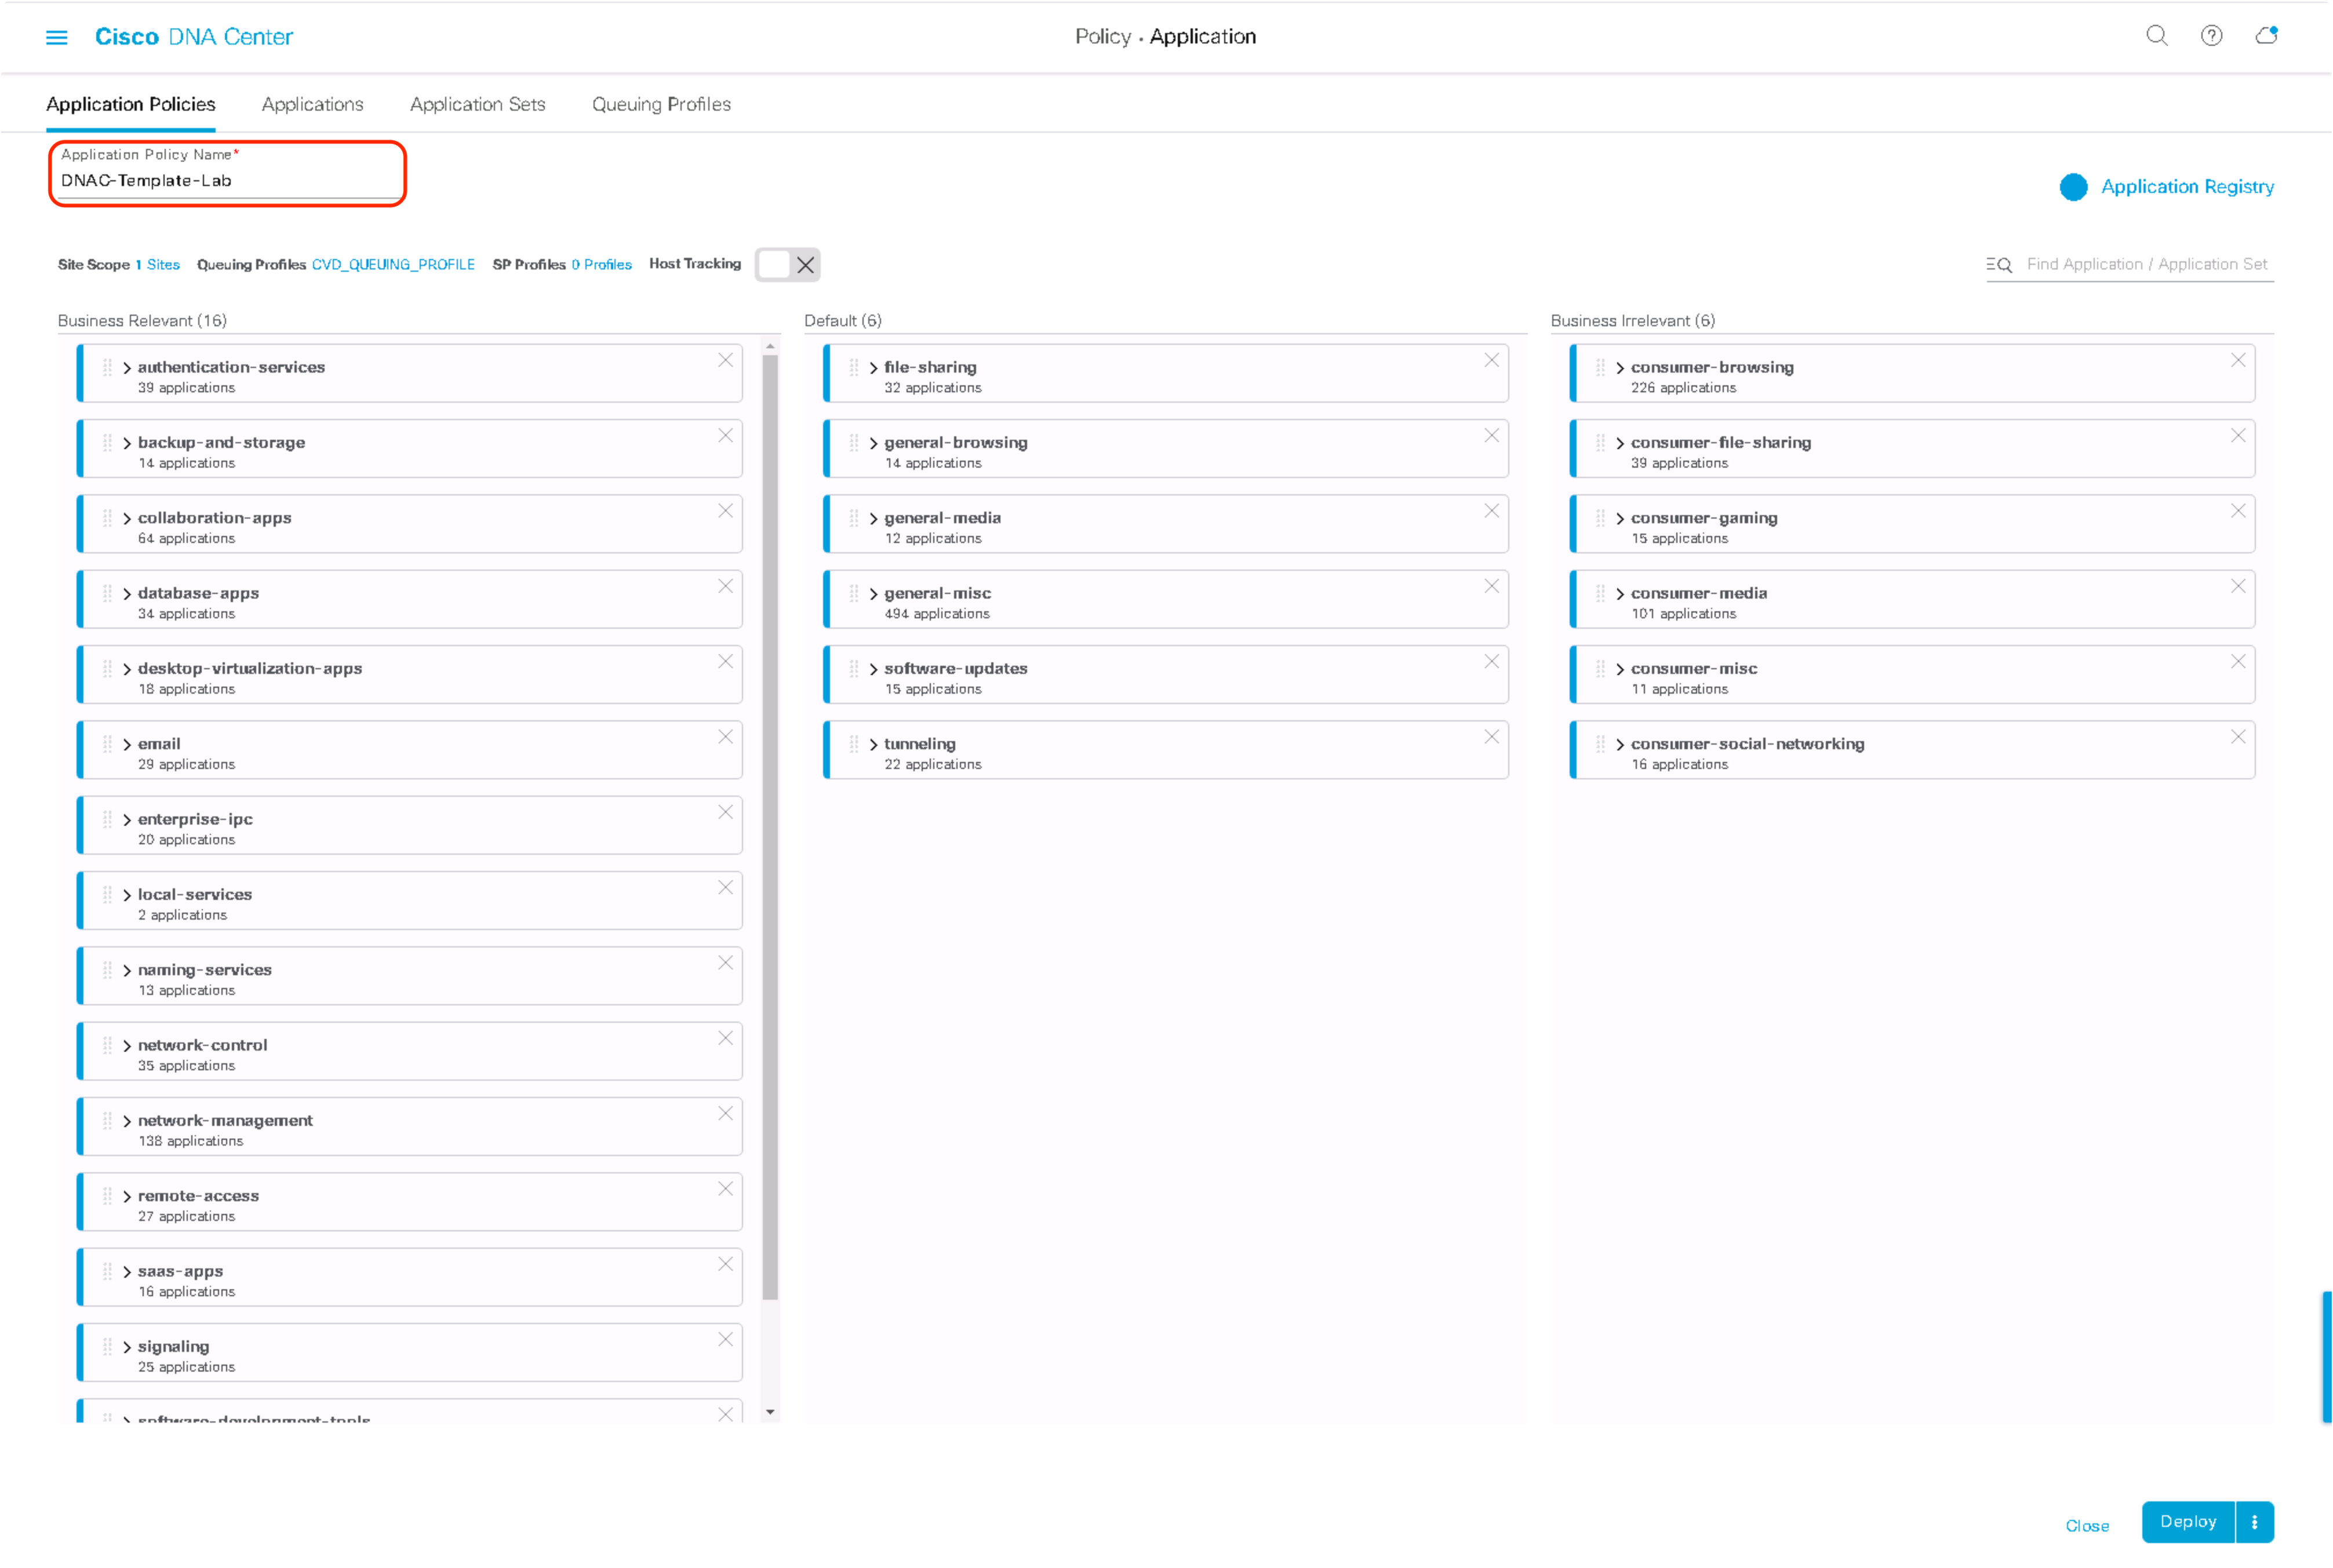 Cisco DNA Center
Policy • Application
Application Policies Applications Application Sets Queuing Profiles
Application Policy Name*
DNAC-Template-Lab
Application Registry
Site Scope 1 Sites Queuing Profiles CVD_QUEUING_PROFILE SP Profiles 0 Profiles Host Tracking
Find Application / Application Set
Business Relevant (16)
authentication-services
39 applications
backup-and-storage
14 applications
collaboration-apps
64 applications
database-apps
34 applications
desktop-virtualization-apps
18 applications
email
29 applications
enterprise-ipc
20 applications
local-services
2 applications
naming-services
13 applications
network-control
35 applications
network-management
138 applications
remote-access
27 applications
saas-apps
16 applications
signaling
25 applications
software-development-tools
Default (6)
file-sharing
32 applications
general-browsing
14 applications
general-media
12 applications
general-misc
494 applications
software-updates
15 applications
tunneling
22 applications
Business Irrelevant (6)
consumer-browsing
226 applications
consumer-file-sharing
39 applications
consumer-gaming
15 applications
consumer-media
101 applications
consumer-misc
11 applications
consumer-social-networking
16 applications
Close
Deploy